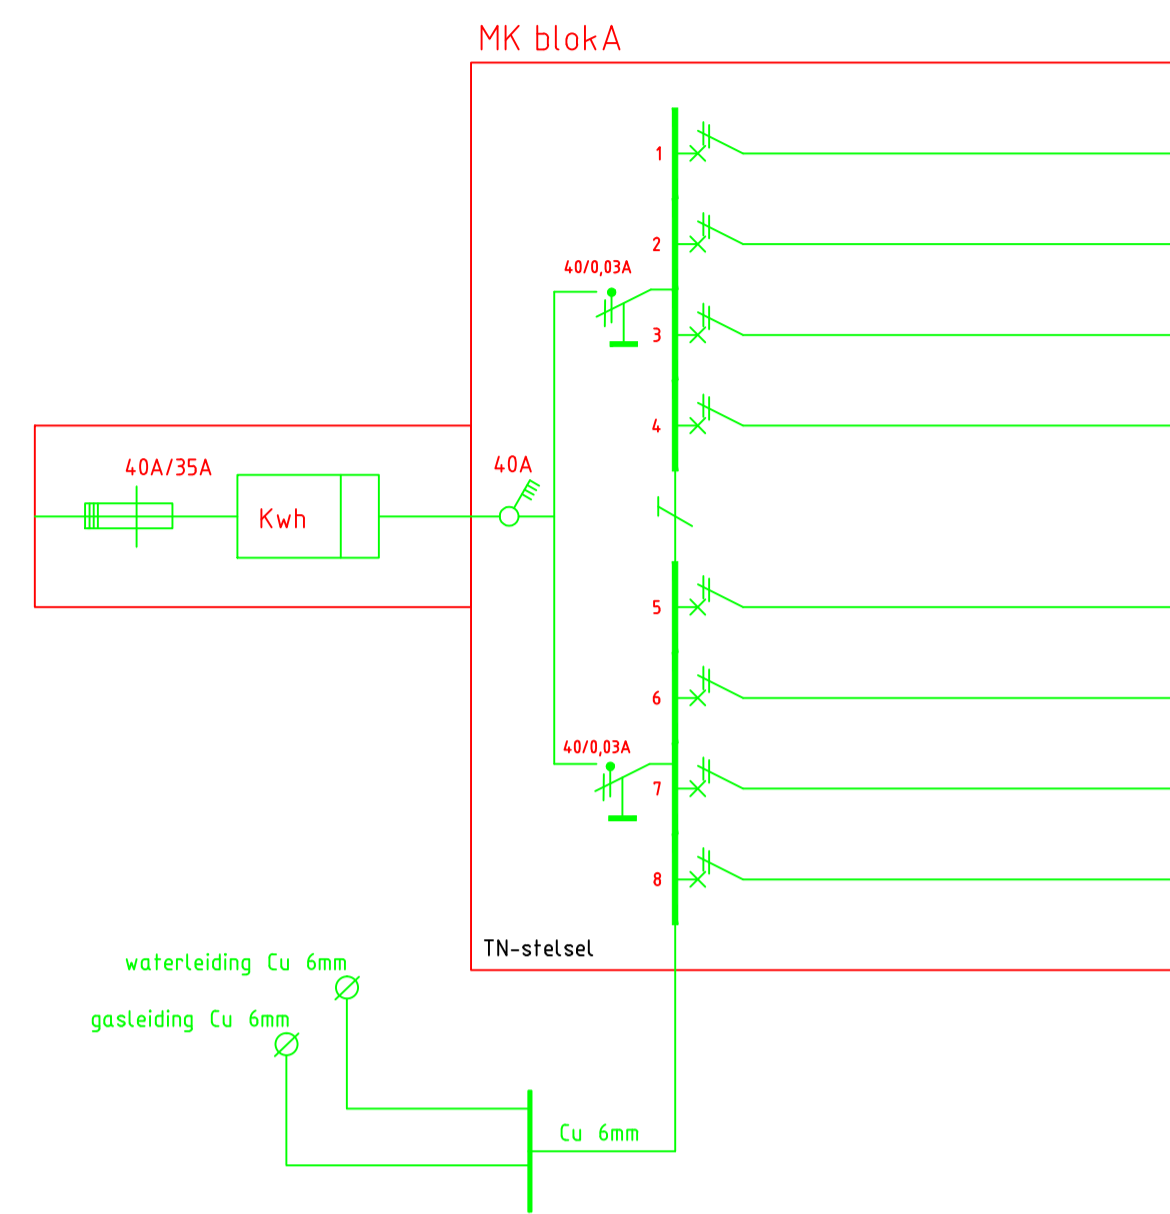 MK blokA
1
2
40/0,03A
3
4
40A/35A
40A
Kwh
5
6
40/0,03A
7
8
TN-stelsel
waterleiding Cu 6mm
gasleiding Cu 6mm
Cu 6mm